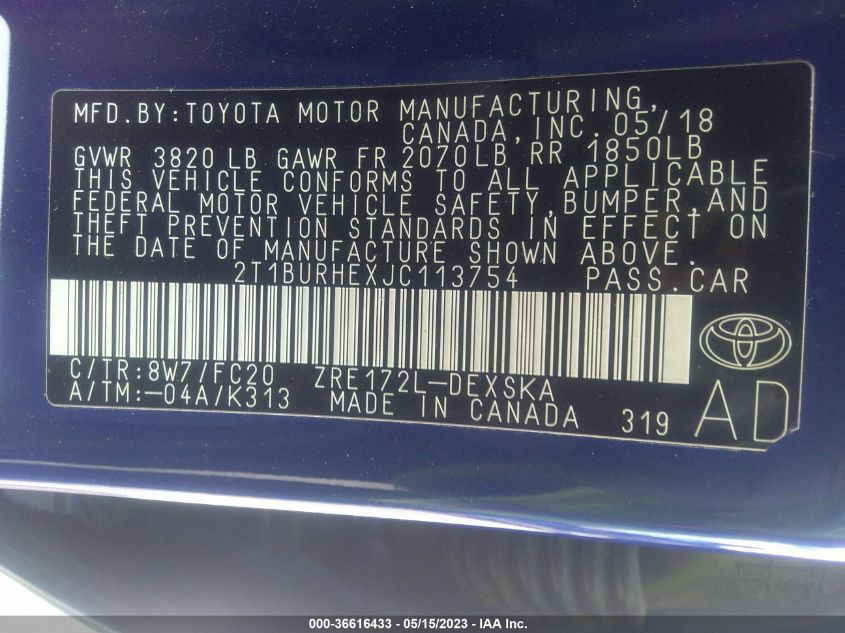 MFD.BY:TOYOTA MOTOR MANUFACTURING,
CANADA,INC.05/18
GVWR 3820 LB GAWR FR 2070LB RR 1850LB
THIS VEHICLE CONFORMS TO ALL APPLICABLE
FEDERAL MOTOR VEHICLE SAFETY,BUMPER,AND
THEFT PREVENTION STANDARDS IN EFFECT ON
THE DATE OF MANUFACTURE SHOWN ABOVE.
2T1BURHEXJC113754 PASS.CAR
C/TR:8W7/FC20 ZRE172L-DEXSKA
A/TM:-04A/K313 MADE IN CANADA 319 AD
000-36616433 - 05/15/2023 - IAA Inc.